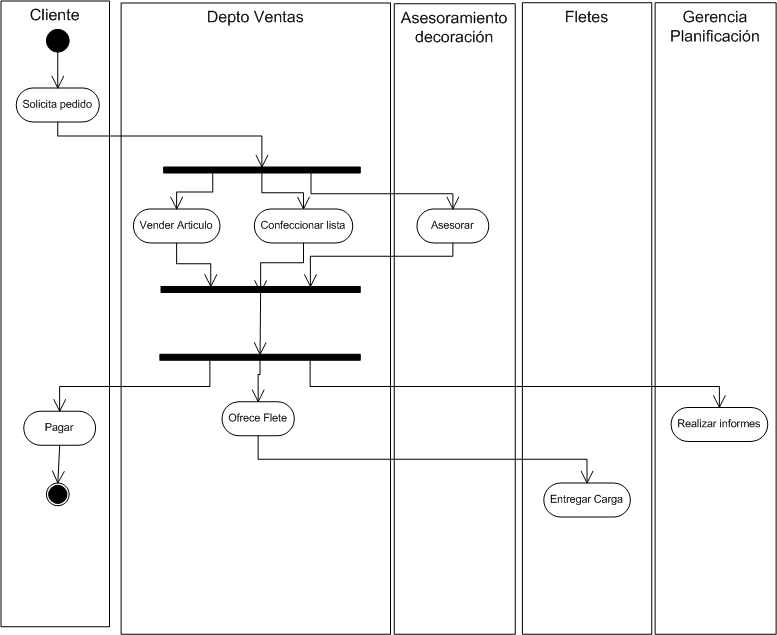 Cliente
Depto Ventas
Asesoramiento
decoración
Fletes
Gerencia
Planificación
Solicita pedido
Vender Articulo
Confeccionar lista
Asesorar
Pagar
Ofrece Flete
Realizar informes
Entregar Carga